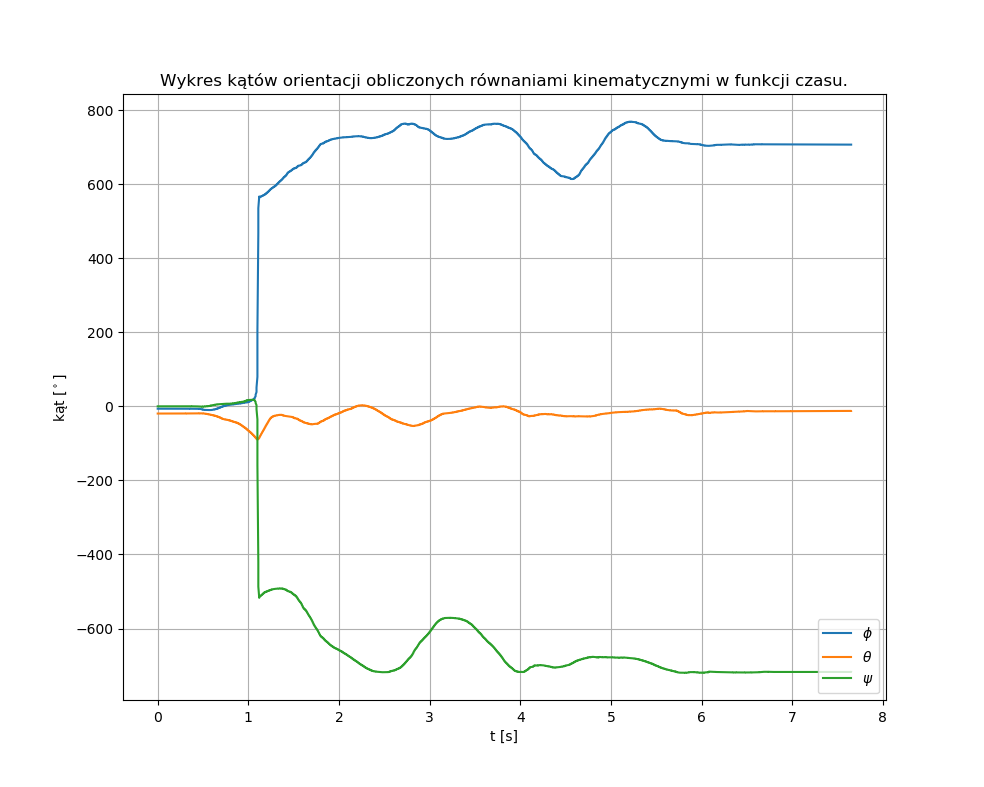 Wykres kątów orientacji obliczonych równaniami kinematycznymi w funkcji czasu.
800
600
400
200
0
−200
−400
−600
kąt [°]
0 1 2 3 4 5 6 7 8
t [s]
ϕ
θ
ψ